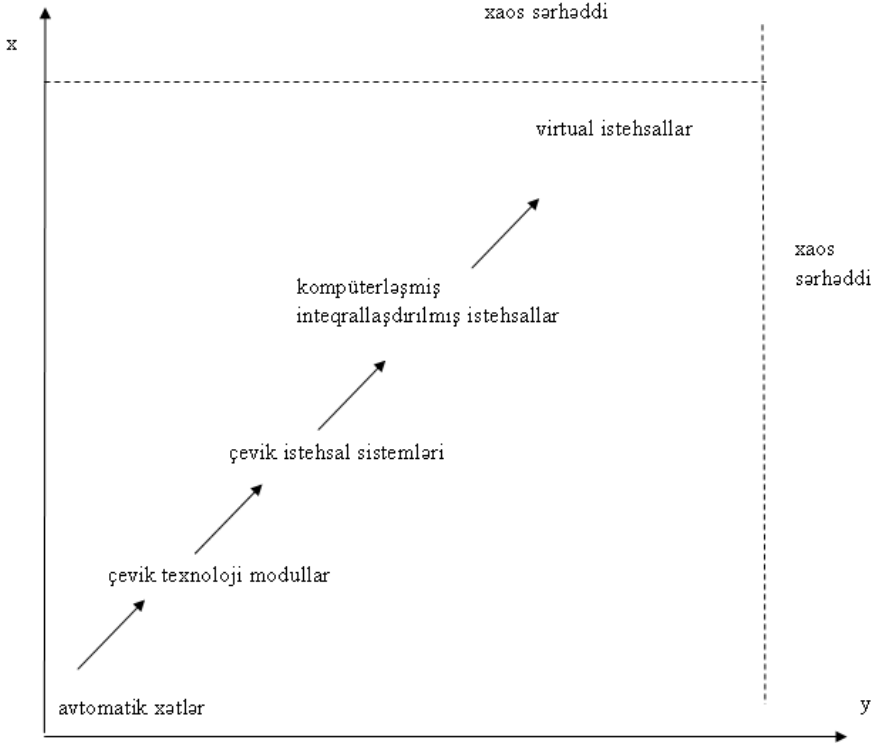 xaos sərhəddi
x
virtual istehsallar
xaos
sərhəddi
kompüterləşmiş
inteqrallaşdırılmış istehsallar
çevik istehsal sistemləri
çevik texnoloji modullar
avtomatik xətlər
y